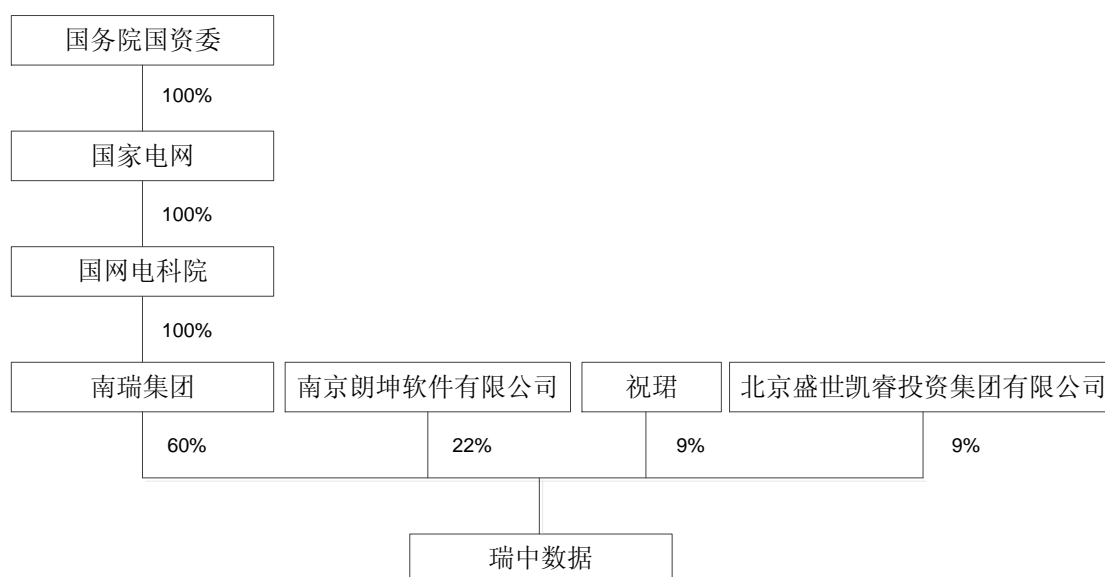 国务院国资委
100%
国家电网
100%
国网电科院
100%
南瑞集团
南京朗坤软件有限公司
祝珺
北京盛世凯睿投资集团有限公司
60%
22%
9%
9%
瑞中数据